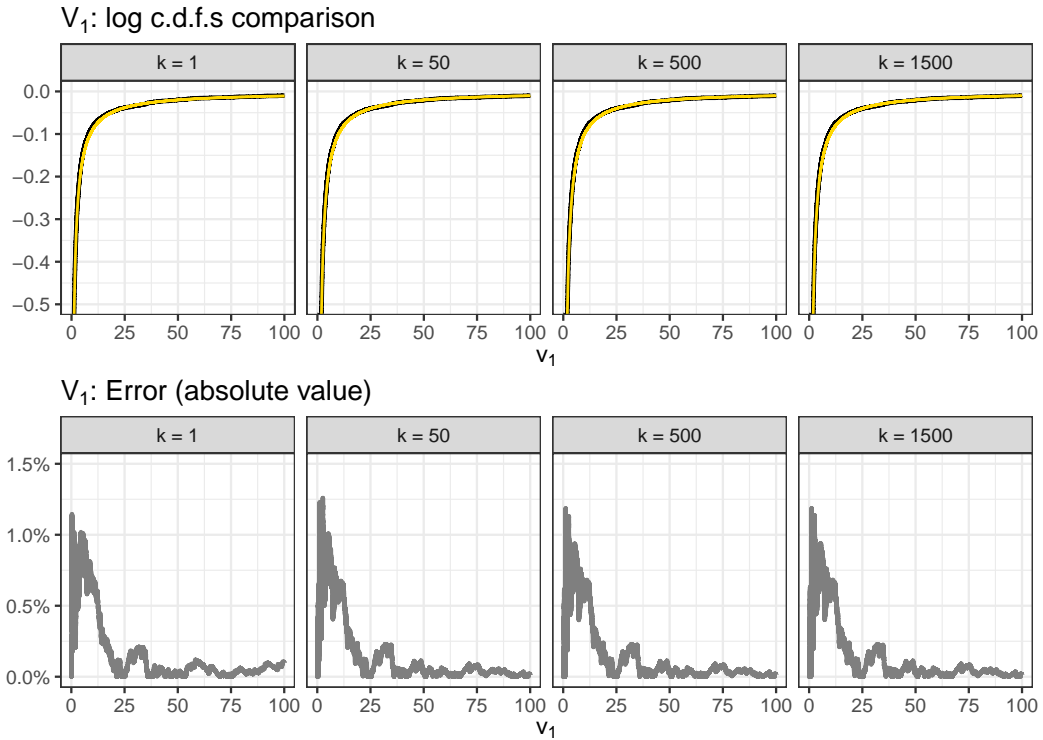 V₁: log c.d.f.s comparison
k = 1 k = 50 k = 500 k = 1500
0.0
−0.1
−0.2
−0.3
−0.4
−0.5
0 25 50 75 100 0 25 50 75 100 0 25 50 75 100 0 25 50 75 100
v₁
V₁: Error (absolute value)
k = 1 k = 50 k = 500 k = 1500
1.5%
1.0%
0.5%
0.0%
0 25 50 75 100 0 25 50 75 100 0 25 50 75 100 0 25 50 75 100
v₁